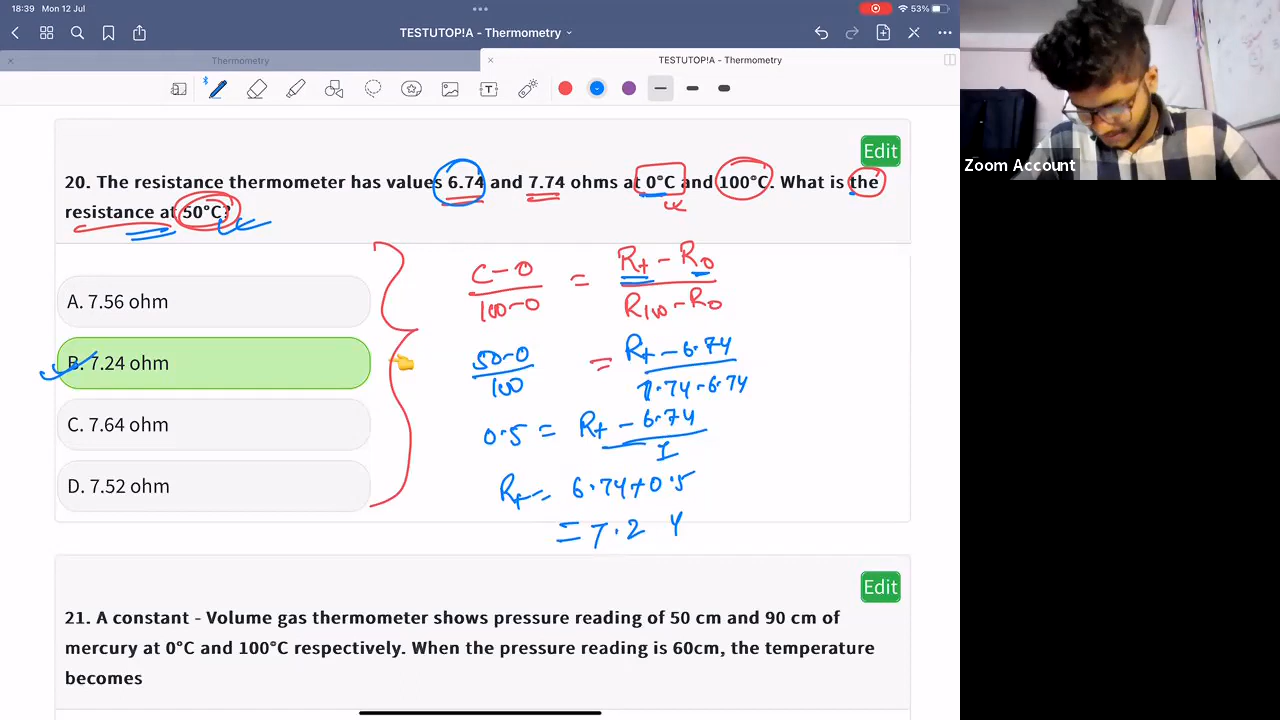 18:39 Mon 12 Jul
53%
TESTUTOP!A - Thermometry
Thermometry
TESTUTOP!A - Thermometry
Edit
20. The resistance thermometer has values 6.74 and 7.74 ohms at 0°C and 100°C. What is the
resistance at 50°C?
A. 7.56 ohm
B. 7.24 ohm
C. 7.64 ohm
D. 7.52 ohm
C-0 / 100-0 = Rt - R0 / R100 - R0
50-0 / 100 = Rt - 6.74 / 7.74 - 6.74
0.5 = Rt - 6.74 / 1
Rt = 6.74+0.5
= 7.2 4
Edit
21. A constant - Volume gas thermometer shows pressure reading of 50 cm and 90 cm of
mercury at 0°C and 100°C respectively. When the pressure reading is 60cm, the temperature
becomes
Zoom Account